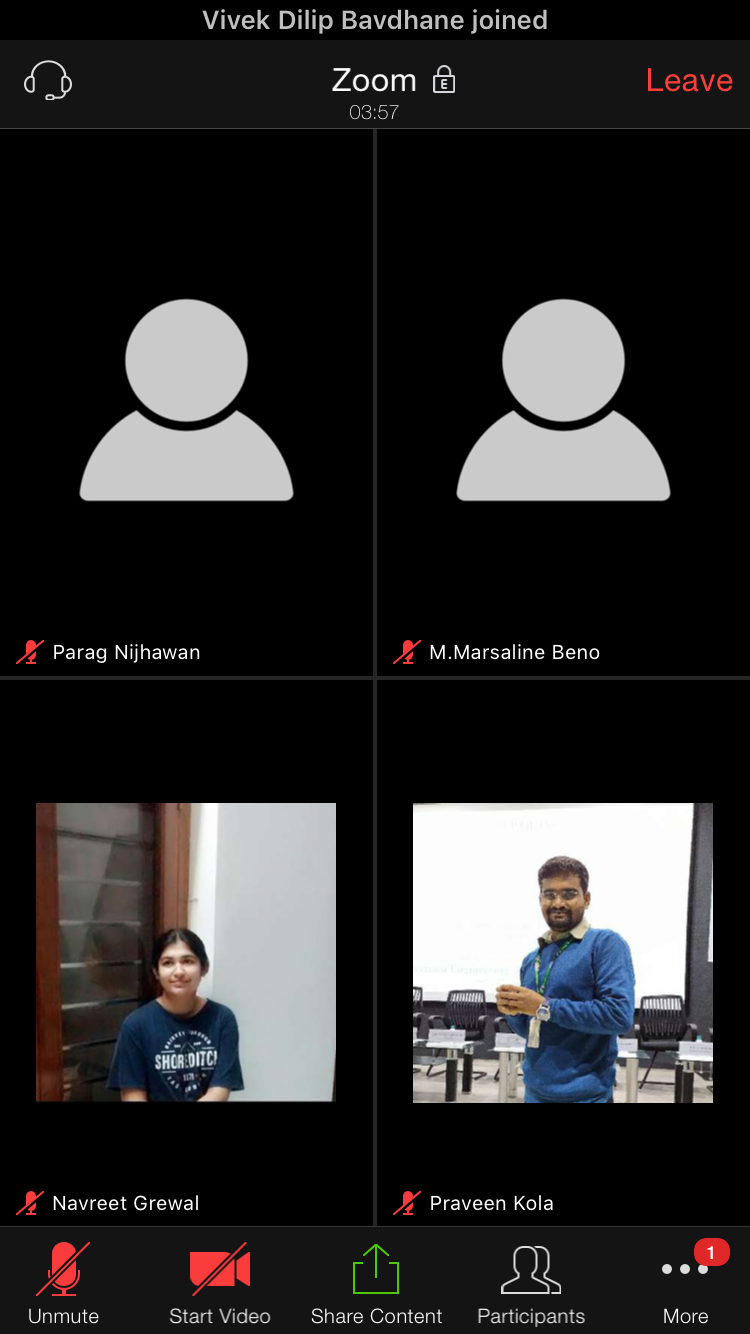 Vivek Dilip Bavdhane joined
Zoom
E
Leave
03:57
Parag Nijhawan
M.Marsaline Beno
SHOREDITCH
Navreet Grewal
Praveen Kola
1
Unmute
Start Video
Share Content
Participants
More